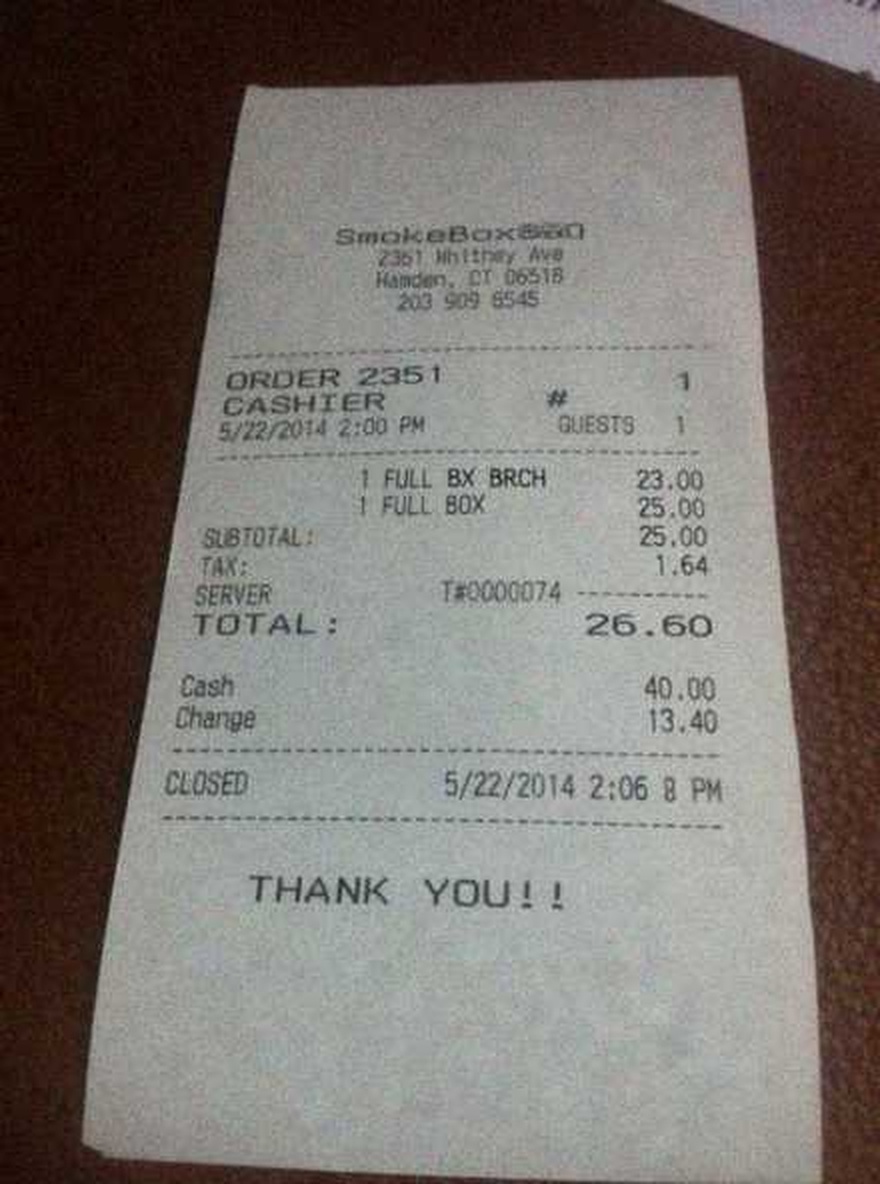 SmokeBox
2351 Whitney Ave
Hamden, CT 06518
203 909 6545
ORDER 2351 # 1
CASHIER
5/22/2014 2:00 PM GUESTS 1
1 FULL BX BRCH 23.00
1 FULL BOX 25.00
SUBTOTAL: 25.00
TAX: 1.64
SERVER T#0000074 ----------
TOTAL: 26.60
Cash 40.00
Change 13.40
CLOSED 5/22/2014 2:06 8 PM
THANK YOU!!